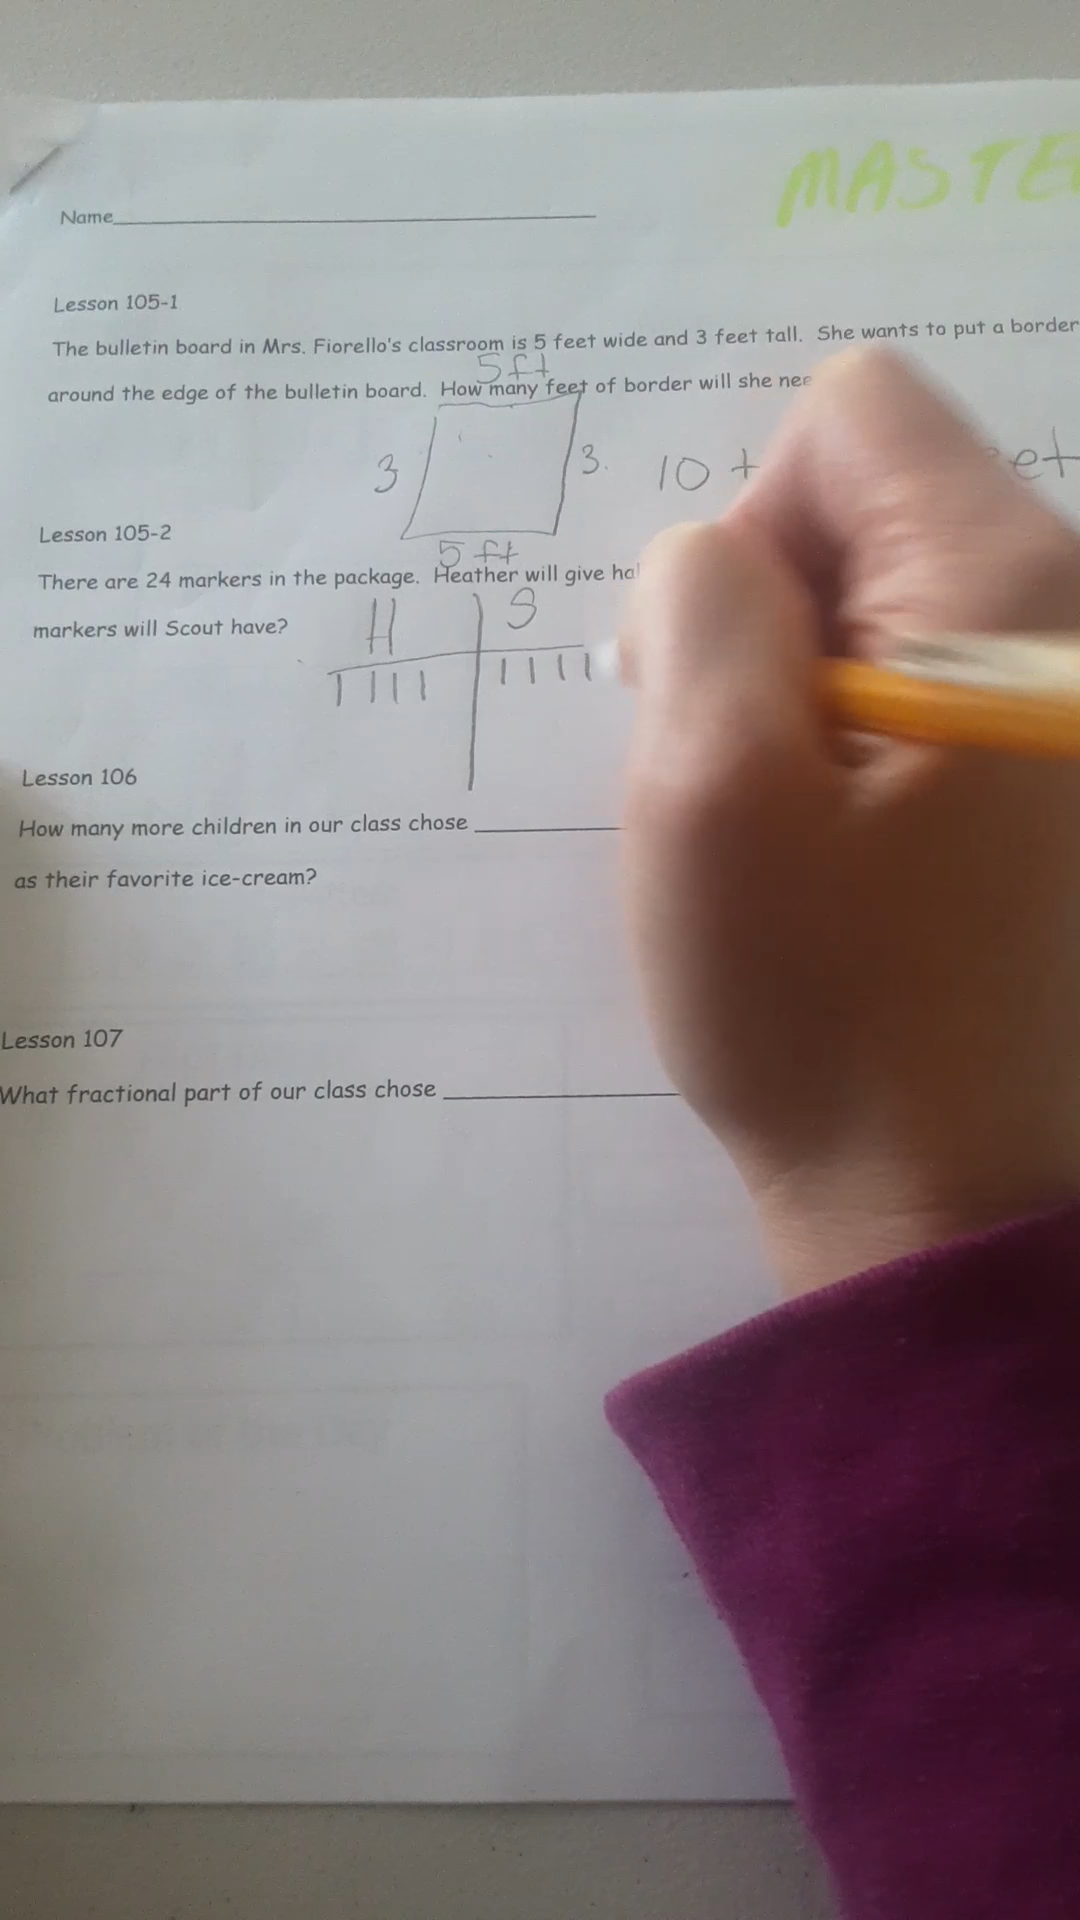 MASTE
Name
Lesson 105-1
The bulletin board in Mrs. Fiorello's classroom is 5 feet wide and 3 feet tall. She wants to put a border
5 ft
around the edge of the bulletin board. How many feet of border will she nee
3
3.
10 +
et
5 ft
Lesson 105-2
There are 24 markers in the package. Heather will give hal
H S
markers will Scout have?
Lesson 106
How many more children in our class chose
as their favorite ice-cream?
Lesson 107
What fractional part of our class chose